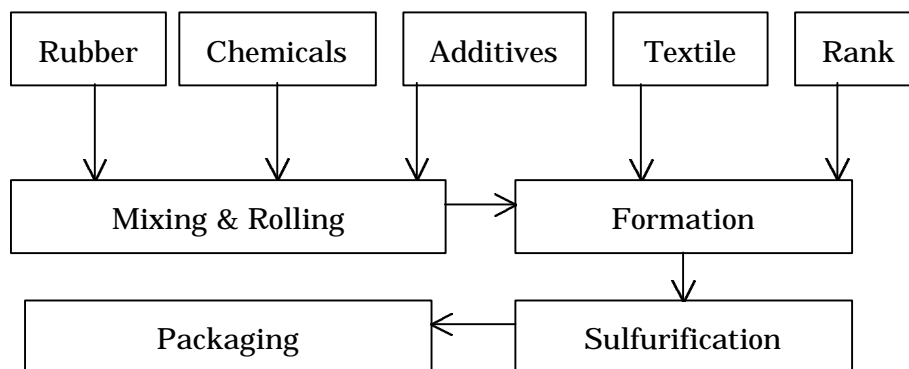 Rubber
Chemicals
Additives
Textile
Rank
Mixing & Rolling
Formation
Packaging
Sulfurification